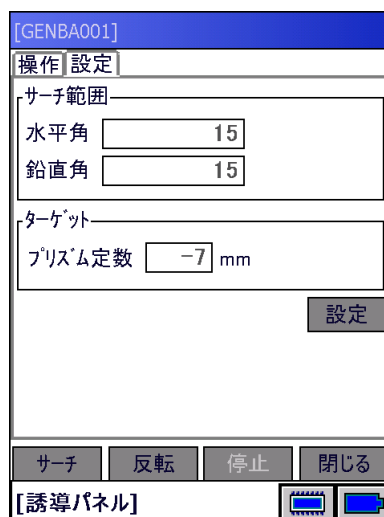 [GENBA001]
操作 設定
サーチ範囲
水平角 15
鉛直角 15
ターゲット
プリズム定数 -7 mm
設定
サーチ 反転 停止 閉じる
[誘導パネル]